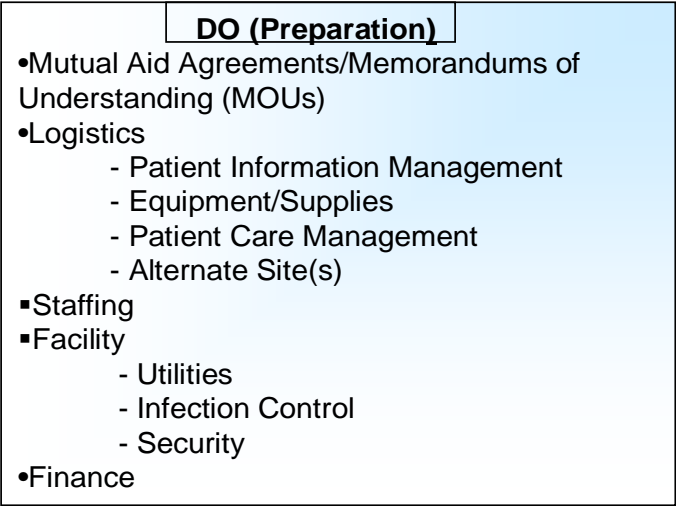 DO (Preparation)
•Mutual Aid Agreements/Memorandums of
Understanding (MOUs)
•Logistics
- Patient Information Management
- Equipment/Supplies
- Patient Care Management
- Alternate Site(s)
▪Staffing
▪Facility
- Utilities
- Infection Control
- Security
•Finance